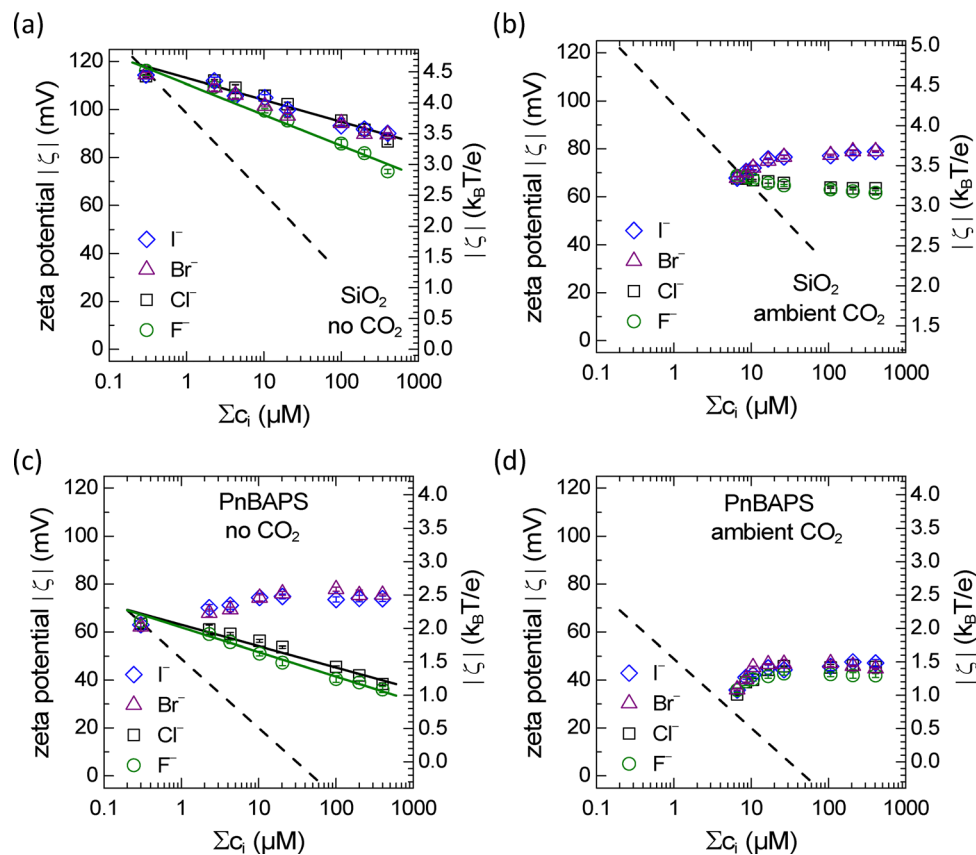 (a)
120
100
80
60
40
20
0
zeta potential |ζ| (mV)
4.5
4.0
3.5
3.0
2.5
2.0
1.5
1.0
0.5
0.0
|ζ| (k_BT/e)
I⁻
Br⁻
Cl⁻
F⁻
SiO₂
no CO₂
0.1 1 10 100 1000
Σcᵢ (µM)
(b)
120
100
80
60
40
20
0
zeta potential |ζ| (mV)
5.0
4.5
4.0
3.5
3.0
2.5
2.0
1.5
|ζ| (k_BT/e)
I⁻
Br⁻
Cl⁻
F⁻
SiO₂
ambient CO₂
0.1 1 10 100 1000
Σcᵢ (µM)
(c)
120
100
80
60
40
20
0
zeta potential |ζ| (mV)
4.0
3.5
3.0
2.5
2.0
1.5
1.0
0.5
0.0
|ζ| (k_BT/e)
PnBAPS
no CO₂
I⁻
Br⁻
Cl⁻
F⁻
0.1 1 10 100 1000
Σcᵢ (µM)
(d)
120
100
80
60
40
20
0
zeta potential |ζ| (mV)
4.0
3.5
3.0
2.5
2.0
1.5
1.0
0.5
0.0
|ζ| (k_BT/e)
PnBAPS
ambient CO₂
I⁻
Br⁻
Cl⁻
F⁻
0.1 1 10 100 1000
Σcᵢ (µM)